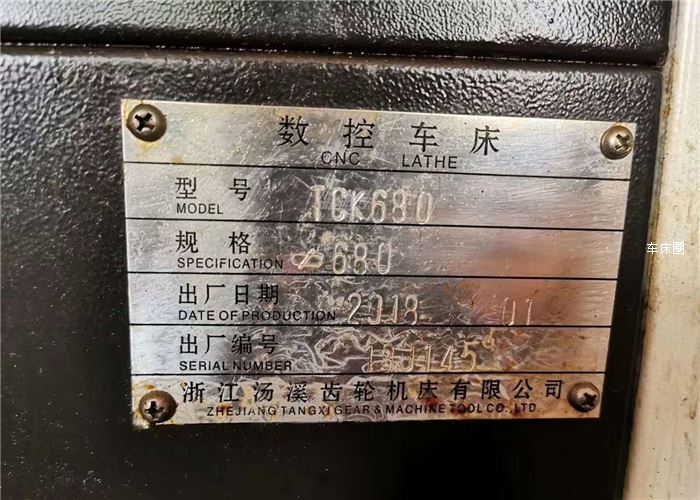 数控车床
CNC LATHE
型号 TCK680
MODEL
规格 ø680
SPECIFICATION
出厂日期 2018 01
DATE OF PRODUCTION
出厂编号
SERIAL NUMBER
浙江汤溪齿轮机床有限公司
ZHEJIANG TANGXI GEAR & MACHINE TOOL CO., LTD.
车床圈